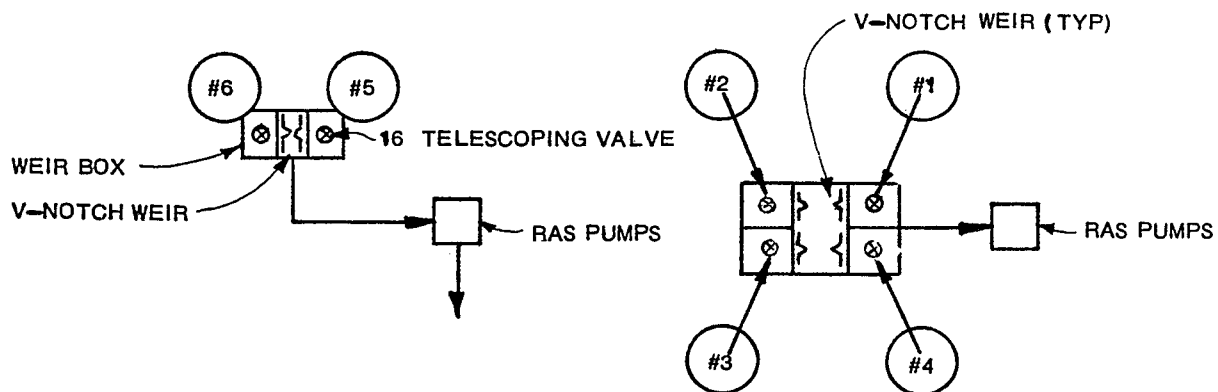 V-NOTCH WEIR (TYP)
#6
#5
16 TELESCOPING VALVE
WEIR BOX
V-NOTCH WEIR
RAS PUMPS
#2
#1
RAS PUMPS
#3
#4